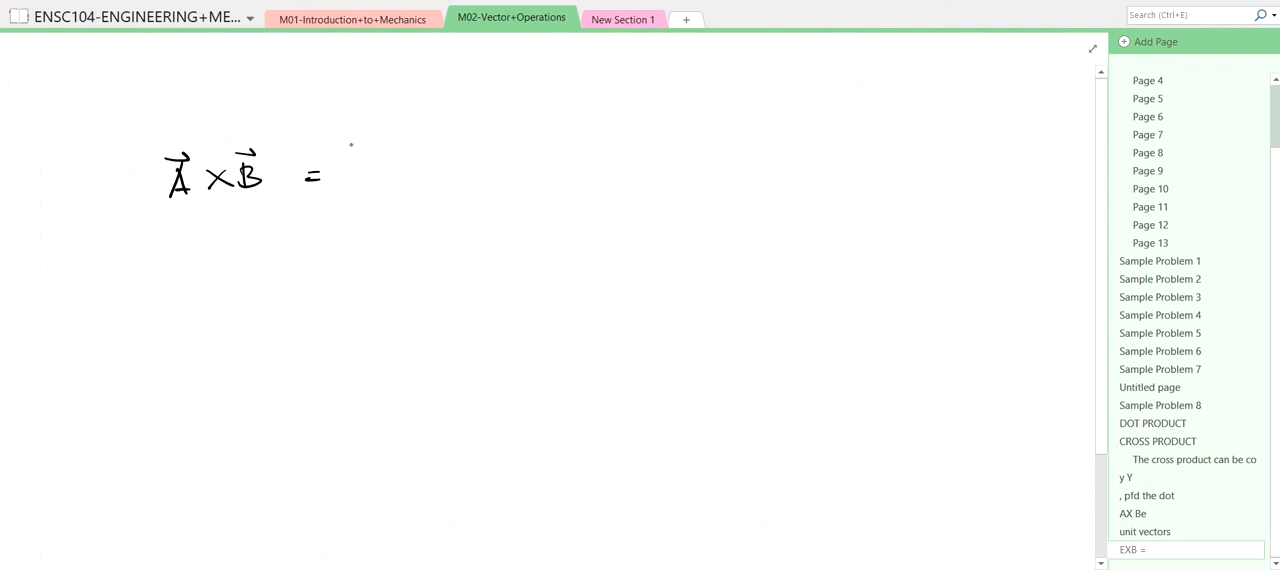 ENSC104-ENGINEERING+ME...
M01-Introduction+to+Mechanics
M02-Vector+Operations
New Section 1
+
Search (Ctrl+E)
Add Page
Page 4
Page 5
Page 6
Page 7
Page 8
Page 9
Page 10
Page 11
Page 12
Page 13
Sample Problem 1
Sample Problem 2
Sample Problem 3
Sample Problem 4
Sample Problem 5
Sample Problem 6
Sample Problem 7
Untitled page
Sample Problem 8
DOT PRODUCT
CROSS PRODUCT
The cross product can be co
y Y
, pfd the dot
AX Be
unit vectors
EXB =
A⃗ × B⃗ =